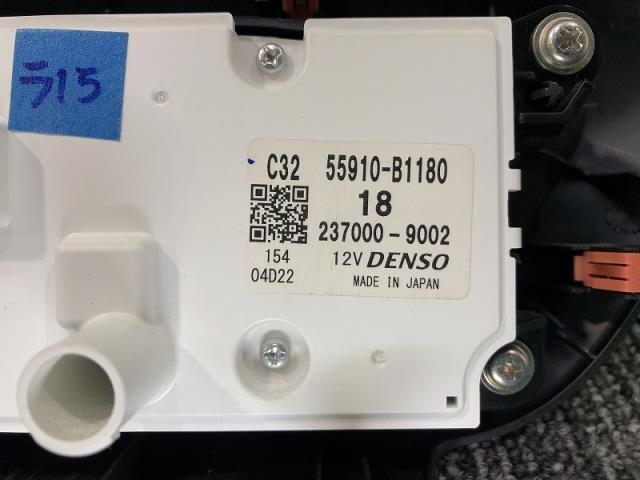 ラ15
C32 55910-B1180
18
237000-9002
154
12V DENSO
04D22
MADE IN JAPAN